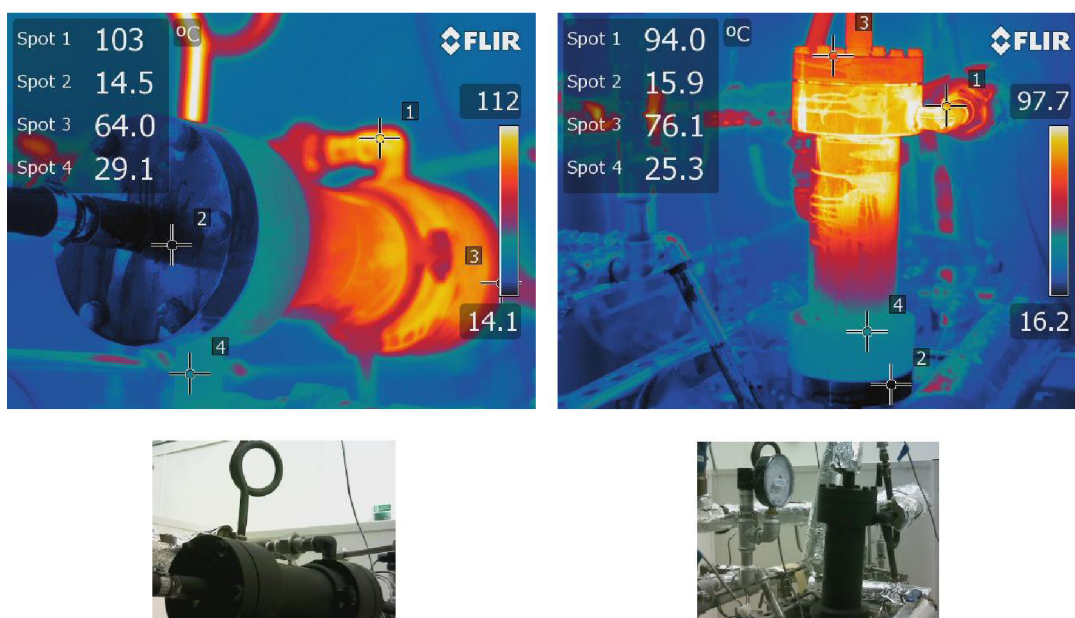 Spot 1 103 °C
Spot 2 14.5
Spot 3 64.0
Spot 4 29.1
FLIR
112
14.1
1
2
3
4
Spot 1 94.0 °C
Spot 2 15.9
Spot 3 76.1
Spot 4 25.3
FLIR
97.7
16.2
3
1
4
2